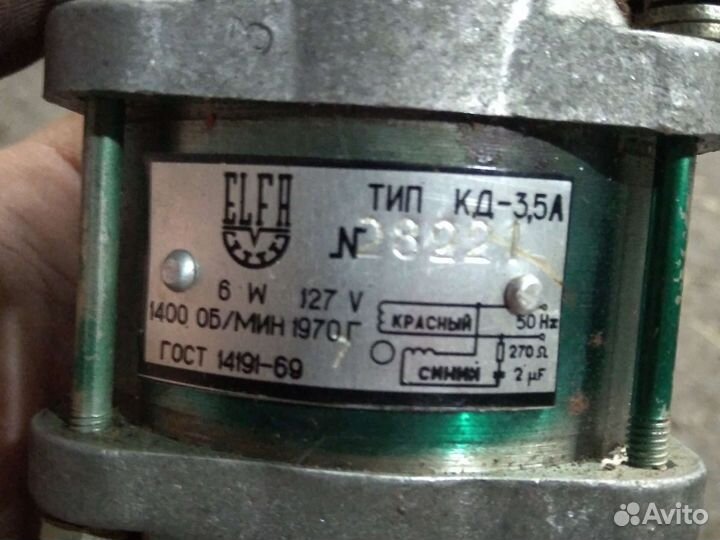 ELFA
ТИП КД-3,5А
№ 28221
6 W 127 V
1400 ОБ/МИН 1970 Г
ГОСТ 14191-69
КРАСНЫЙ
50 Hz
270 Ω
СИНИЙ
2 µF
Avito